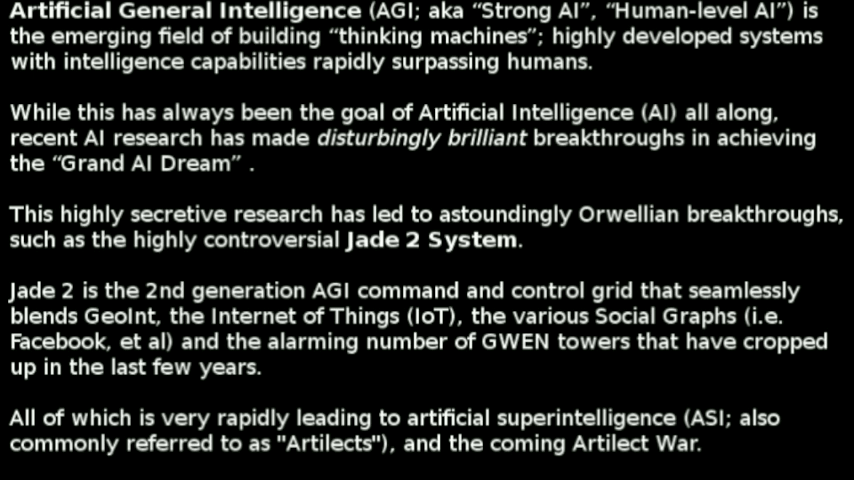 Artificial General Intelligence (AGI; aka “Strong AI”, “Human-level AI”) is
the emerging field of building “thinking machines”; highly developed systems
with intelligence capabilities rapidly surpassing humans.
While this has always been the goal of Artificial Intelligence (AI) all along,
recent AI research has made disturbingly brilliant breakthroughs in achieving
the “Grand AI Dream” .
This highly secretive research has led to astoundingly Orwellian breakthroughs,
such as the highly controversial Jade 2 System.
Jade 2 is the 2nd generation AGI command and control grid that seamlessly
blends GeoInt, the Internet of Things (IoT), the various Social Graphs (i.e.
Facebook, et al) and the alarming number of GWEN towers that have cropped
up in the last few years.
All of which is very rapidly leading to artificial superintelligence (ASI; also
commonly referred to as "Artilects"), and the coming Artilect War.